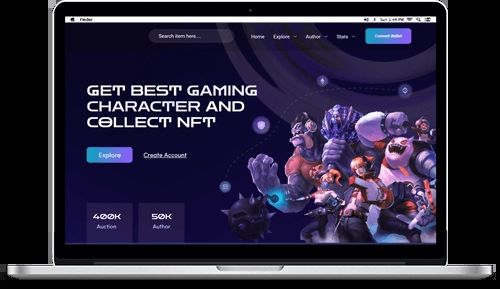 Finder
Sun 1:44 PM
Search item here...
Home Explore Author Stats Connect Wallet
GET BEST GAMING
CHARACTER AND
COLLECT NFT
Explore Create Account
400K 50K
Auction Author